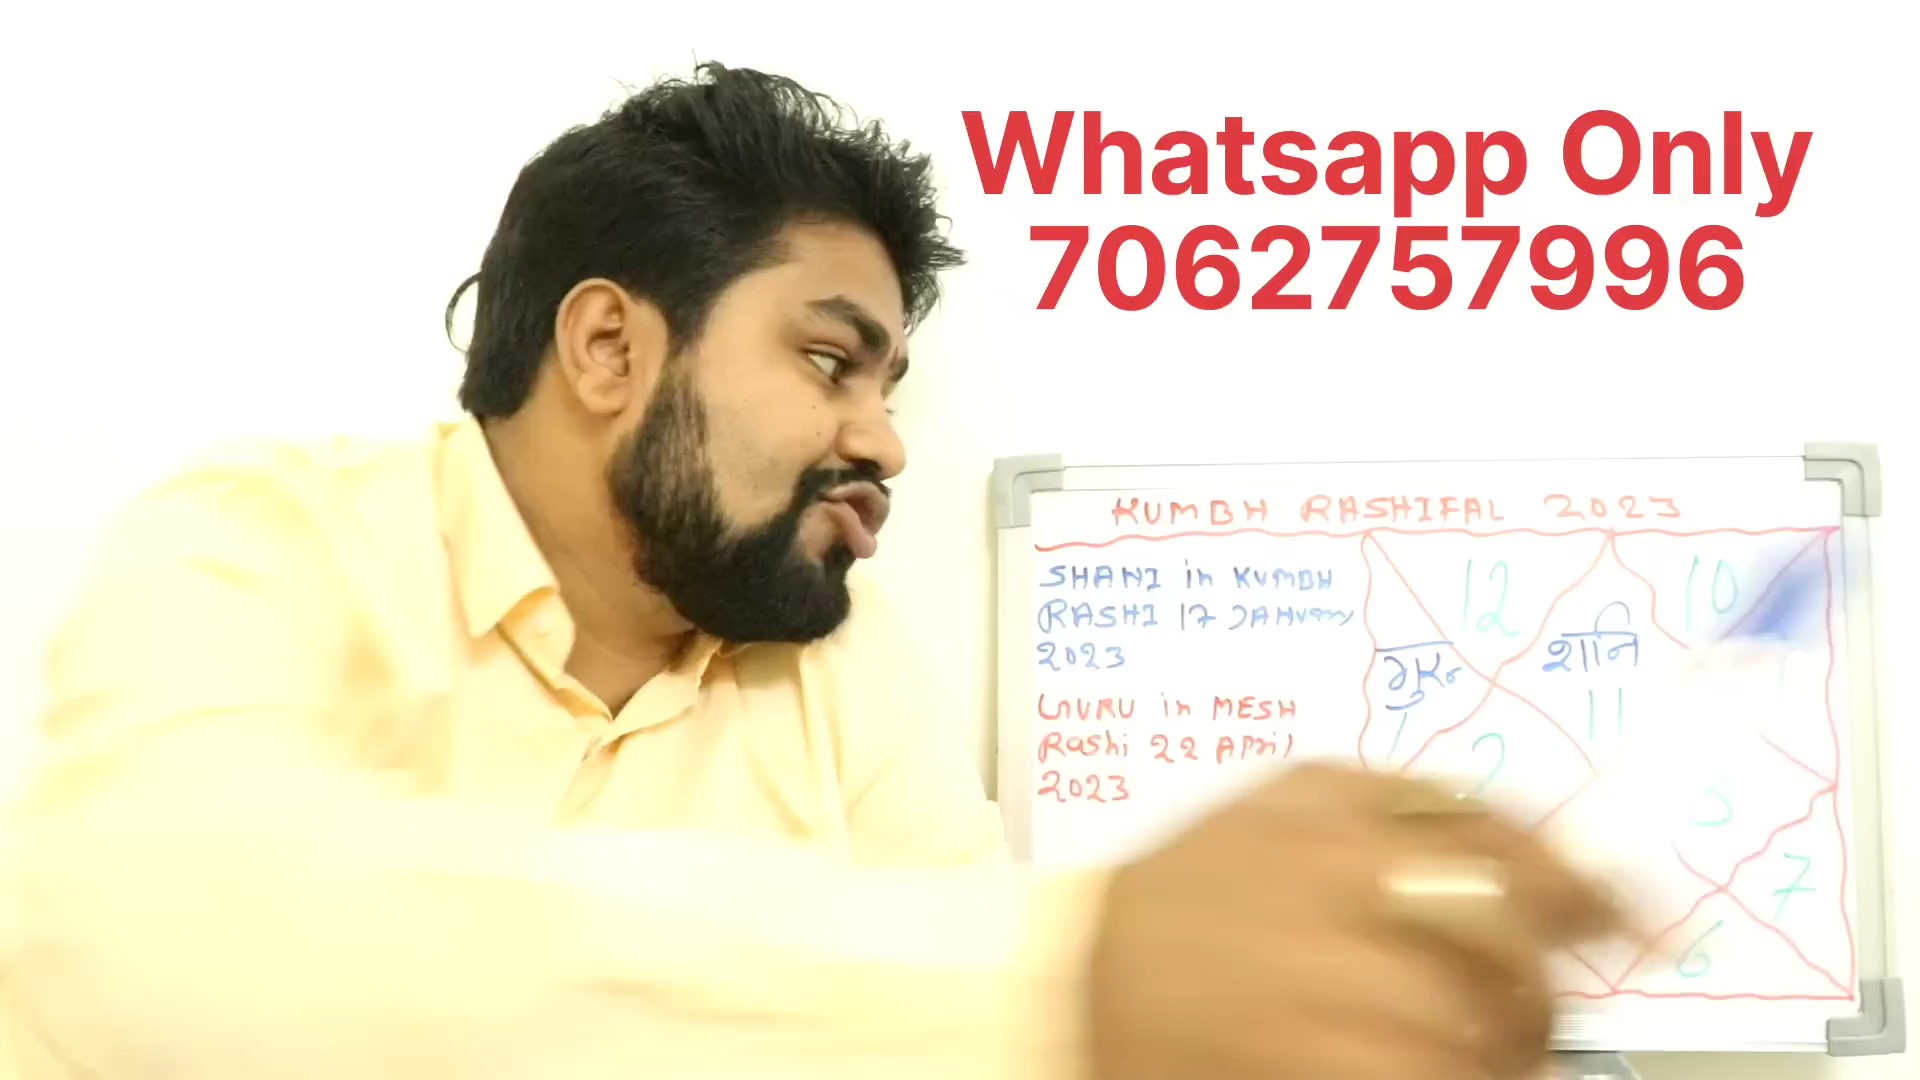 Whatsapp Only
7062757996
KUMBH RASHIFAL 2023
SHANI in KUMBH
RASHI 17 JANUARY
2023
GURU in MESH
Rashi 22 April
2023
12
10
गुरु
शनि
11
1
2
7
6